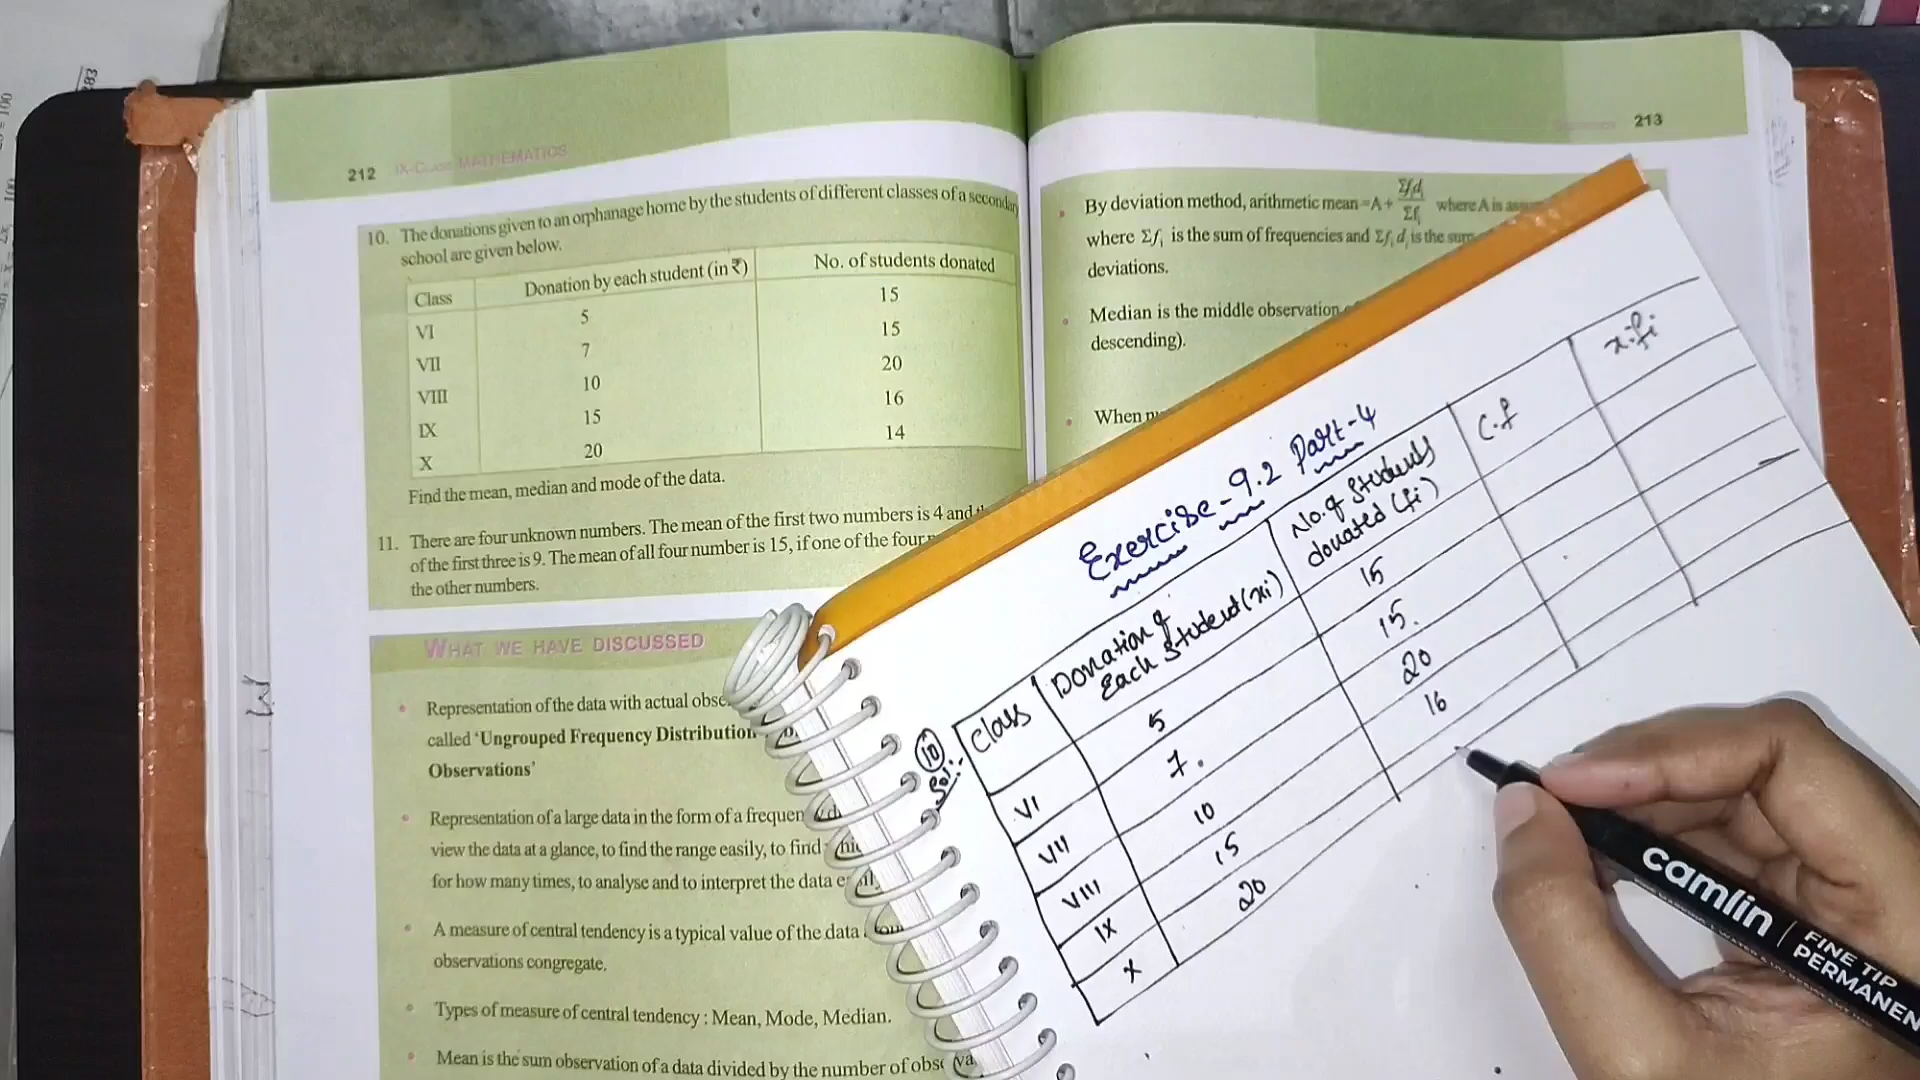 212 IX-Class MATHEMATICS
10. The donations given to an orphanage home by the students of different classes of a secondary
school are given below.
Class Donation by each student (in ₹) No. of students donated
VI 5 15
VII 7 15
VIII 10 20
IX 15 16
X 20 14
Find the mean, median and mode of the data.
11. There are four unknown numbers. The mean of the first two numbers is 4 and
of the first three is 9. The mean of all four number is 15, if one of the four
the other numbers.
WHAT WE HAVE DISCUSSED
Representation of the data with actual
called 'Ungrouped Frequency Distribution
Observations'
Representation of a large data in the form of a
view the data at a glance, to find the range easily, to find
for how many times, to analyse and to interpret the data
A measure of central tendency is a typical value of the data
observations congregate.
Types of measure of central tendency : Mean, Mode, Median.
Mean is the sum observation of a data divided by the number of
213
By deviation method, arithmetic mean = A + Σfidi/Σfi where A is
where Σfi is the sum of frequencies and Σfi di is the sum
deviations.
Median is the middle observation
descending).
When
Exercise-9.2 Part-4
10
Sol:-
Class Donation of Each Student (xi) No. of Students donated (fi) C.f xifi
VI 5 15
VII 7. 15.
VIII 10 20
IX 15 16
X 20
camlin FINE TIP
PERMANEN
283